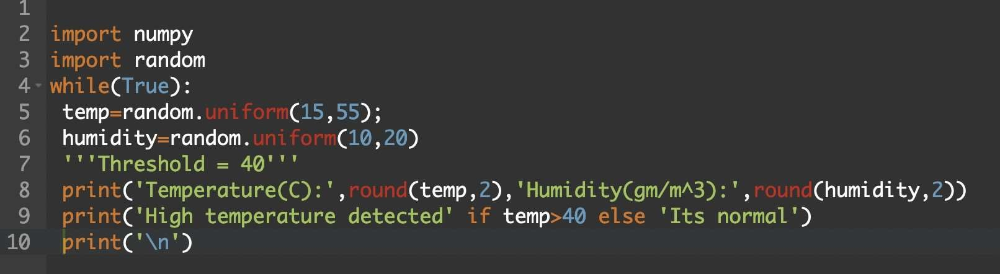 1
2 import numpy
3 import random
4 while(True):
5  temp=random.uniform(15,55);
6  humidity=random.uniform(10,20)
7  '''Threshold = 40'''
8  print('Temperature(C):',round(temp,2),'Humidity(gm/m^3):',round(humidity,2))
9  print('High temperature detected' if temp>40 else 'Its normal')
10  print('\n')